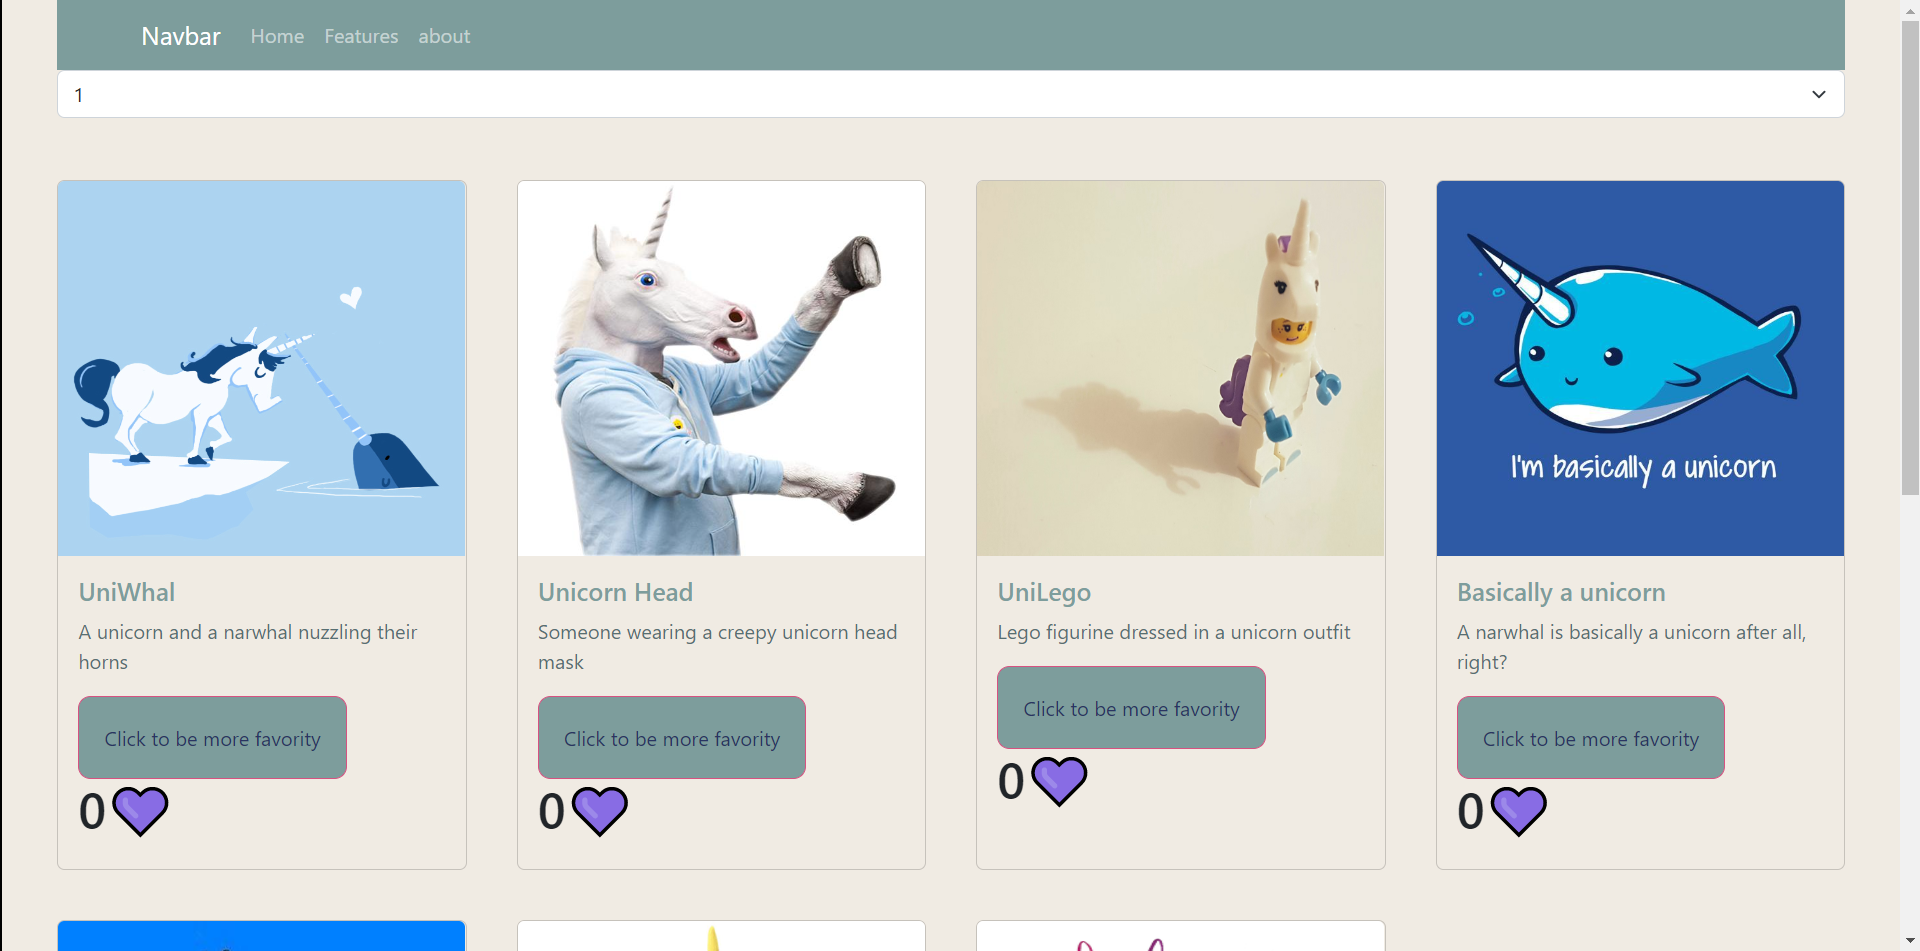 Navbar Home Features about
1
I'm basically a unicorn
UniWhal
A unicorn and a narwhal nuzzling their
horns
Click to be more favority
0
Unicorn Head
Someone wearing a creepy unicorn head
mask
Click to be more favority
0
UniLego
Lego figurine dressed in a unicorn outfit
Click to be more favority
0
Basically a unicorn
A narwhal is basically a unicorn after all,
right?
Click to be more favority
0